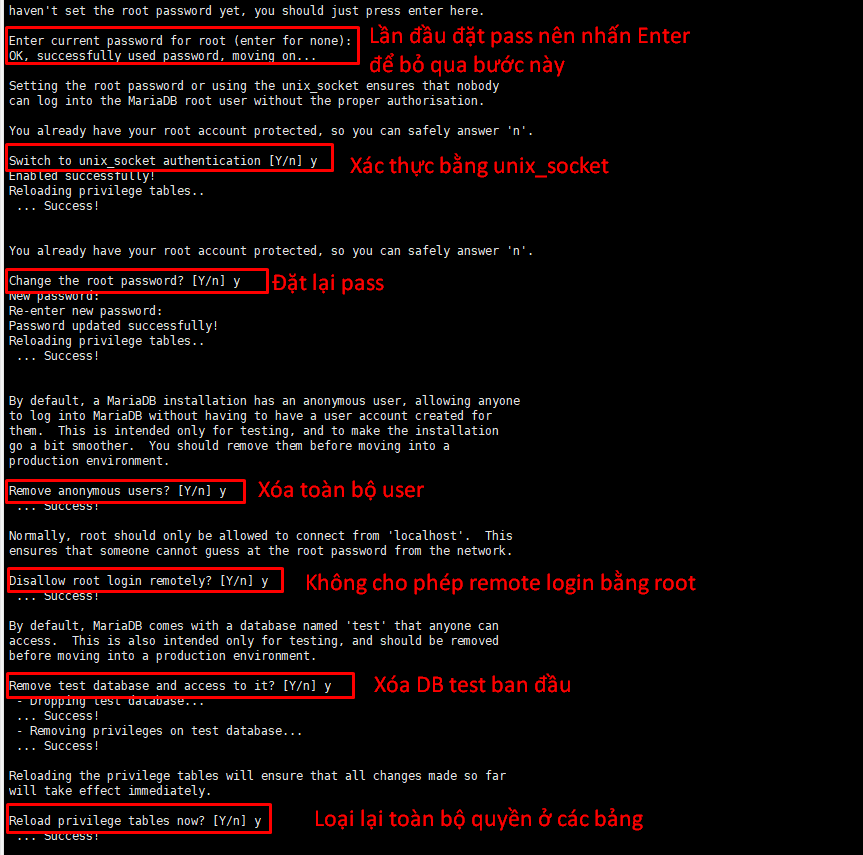 haven't set the root password yet, you should just press enter here.
Enter current password for root (enter for none):
OK, successfully used password, moving on...
Lần đầu đặt pass nên nhấn Enter
để bỏ qua bước này
Setting the root password or using the unix_socket ensures that nobody
can log into the MariaDB root user without the proper authorisation.
You already have your root account protected, so you can safely answer 'n'.
Switch to unix_socket authentication [Y/n] y
Xác thực bằng unix_socket
Enabled successfully!
Reloading privilege tables..
... Success!
You already have your root account protected, so you can safely answer 'n'.
Change the root password? [Y/n] y
Đặt lại pass
New password:
Re-enter new password:
Password updated successfully!
Reloading privilege tables..
... Success!
By default, a MariaDB installation has an anonymous user, allowing anyone
to log into MariaDB without having to have a user account created for
them.  This is intended only for testing, and to make the installation
go a bit smoother.  You should remove them before moving into a
production environment.
Remove anonymous users? [Y/n] y
Xóa toàn bộ user
... Success!
Normally, root should only be allowed to connect from 'localhost'.  This
ensures that someone cannot guess at the root password from the network.
Disallow root login remotely? [Y/n] y
Không cho phép remote login bằng root
... Success!
By default, MariaDB comes with a database named 'test' that anyone can
access.  This is also intended only for testing, and should be removed
before moving into a production environment.
Remove test database and access to it? [Y/n] y
Xóa DB test ban đầu
- Dropping test database...
... Success!
- Removing privileges on test database...
... Success!
Reloading the privilege tables will ensure that all changes made so far
will take effect immediately.
Reload privilege tables now? [Y/n] y
Loại lại toàn bộ quyền ở các bảng
... Success!